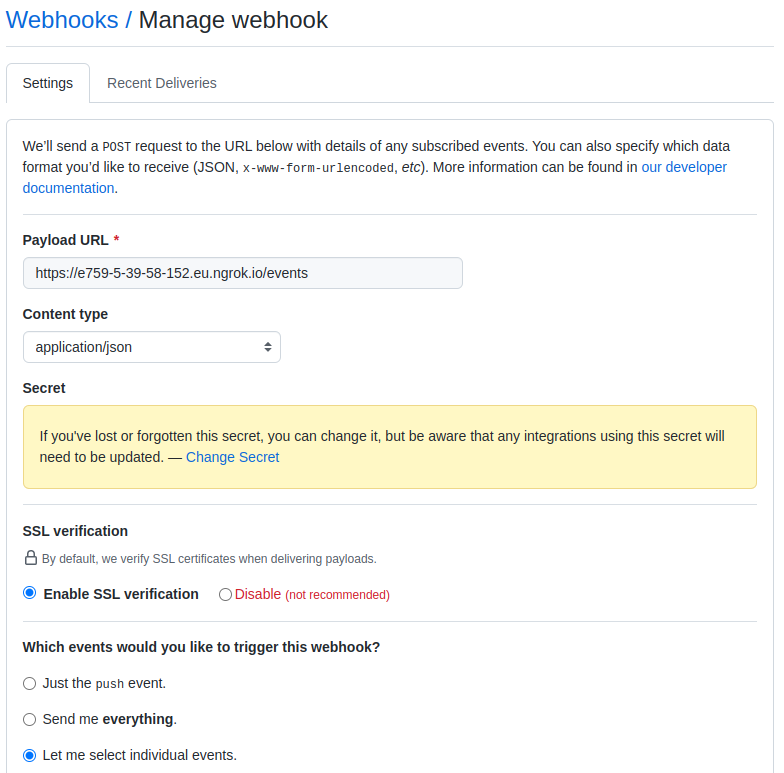 Webhooks / Manage webhook
Settings
Recent Deliveries
We’ll send a POST request to the URL below with details of any subscribed events. You can also specify which data
format you’d like to receive (JSON, x-www-form-urlencoded, etc). More information can be found in our developer
documentation.
Payload URL *
https://e759-5-39-58-152.eu.ngrok.io/events
Content type
application/json
Secret
If you've lost or forgotten this secret, you can change it, but be aware that any integrations using this secret will
need to be updated. — Change Secret
SSL verification
By default, we verify SSL certificates when delivering payloads.
Enable SSL verification
Disable (not recommended)
Which events would you like to trigger this webhook?
Just the push event.
Send me everything.
Let me select individual events.